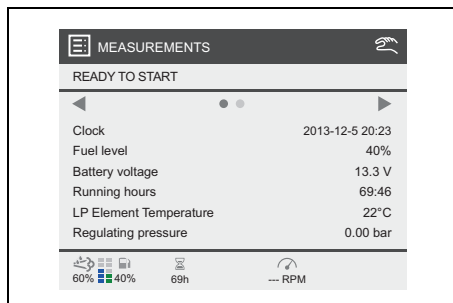 MEASUREMENTS
READY TO START
Clock 2013-12-5 20:23
Fuel level 40%
Battery voltage 13.3 V
Running hours 69:46
LP Element Temperature 22°C
Regulating pressure 0.00 bar
60% 40% 69h --- RPM